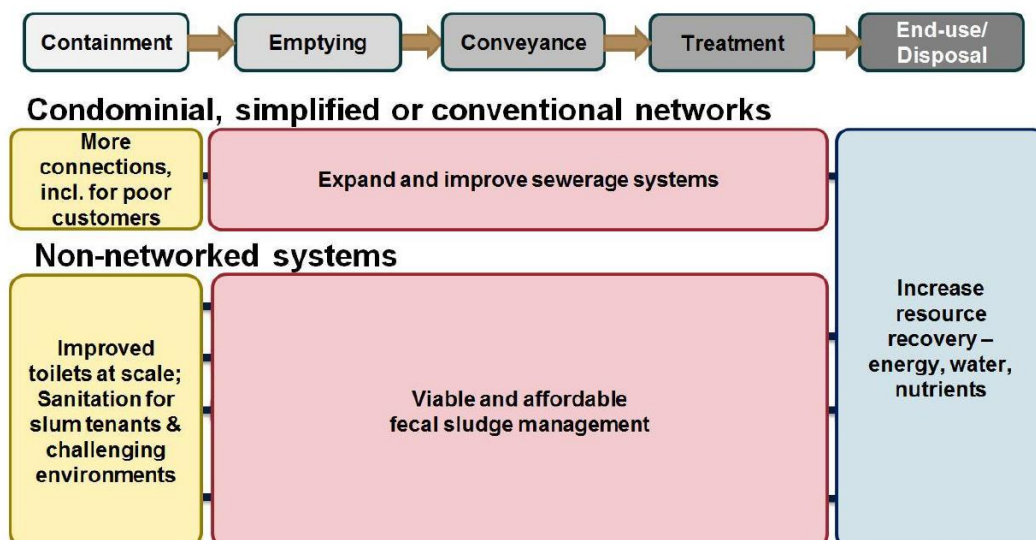 Containment
Emptying
Conveyance
Treatment
End-use/
Disposal
Condominial, simplified or conventional networks
More
connections,
incl. for poor
customers
Expand and improve sewerage systems
Non-networked systems
Improved
toilets at scale;
Sanitation for
slum tenants &
challenging
environments
Viable and affordable
fecal sludge management
Increase
resource
recovery –
energy, water,
nutrients